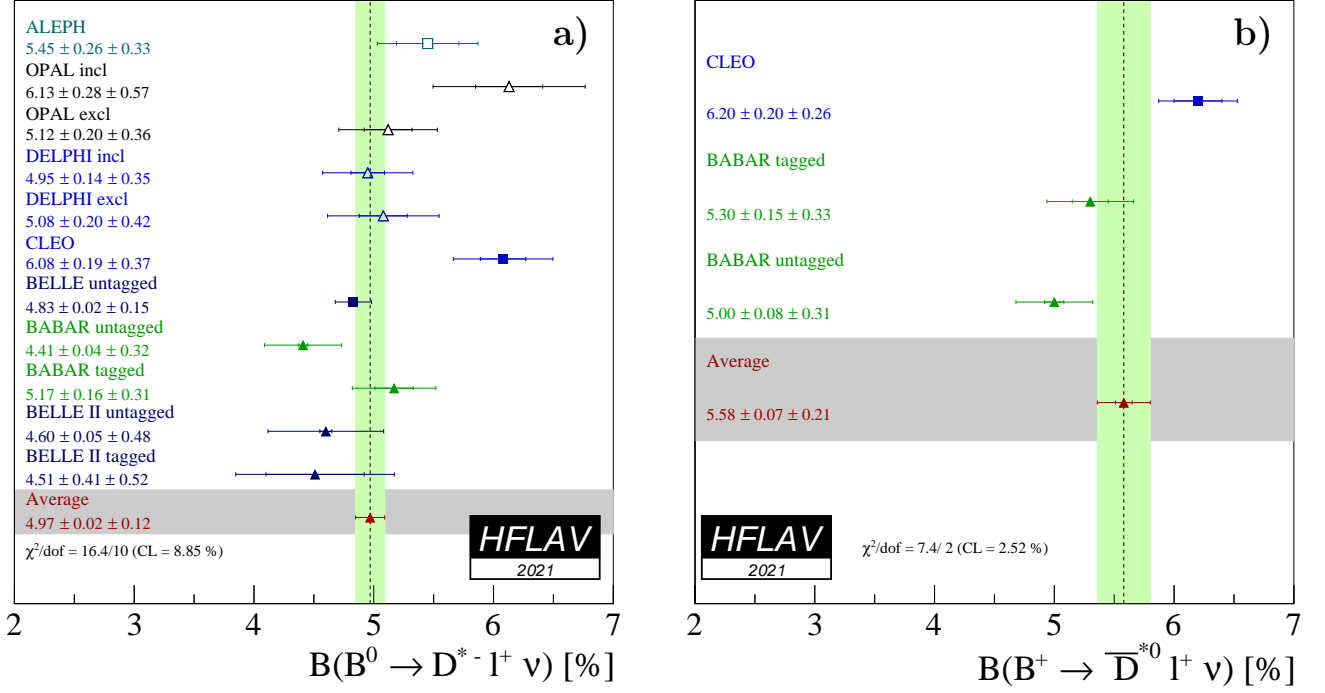 a)
ALEPH
5.45 ± 0.26 ± 0.33
OPAL incl
6.13 ± 0.28 ± 0.57
OPAL excl
5.12 ± 0.20 ± 0.36
DELPHI incl
4.95 ± 0.14 ± 0.35
DELPHI excl
5.08 ± 0.20 ± 0.42
CLEO
6.08 ± 0.19 ± 0.37
BELLE untagged
4.83 ± 0.02 ± 0.15
BABAR untagged
4.41 ± 0.04 ± 0.32
BABAR tagged
5.17 ± 0.16 ± 0.31
BELLE II untagged
4.60 ± 0.05 ± 0.48
BELLE II tagged
4.51 ± 0.41 ± 0.52
Average
4.97 ± 0.02 ± 0.12
χ²/dof = 16.4/10 (CL = 8.85 %)
HFLAV
2021
2 3 4 5 6 7
B(B⁰ → D*⁻ l⁺ ν) [%]
b)
CLEO
6.20 ± 0.20 ± 0.26
BABAR tagged
5.30 ± 0.15 ± 0.33
BABAR untagged
5.00 ± 0.08 ± 0.31
Average
5.58 ± 0.07 ± 0.21
HFLAV
2021
χ²/dof = 7.4/ 2 (CL = 2.52 %)
2 3 4 5 6 7
B(B⁺ → D̅*⁰ l⁺ ν) [%]